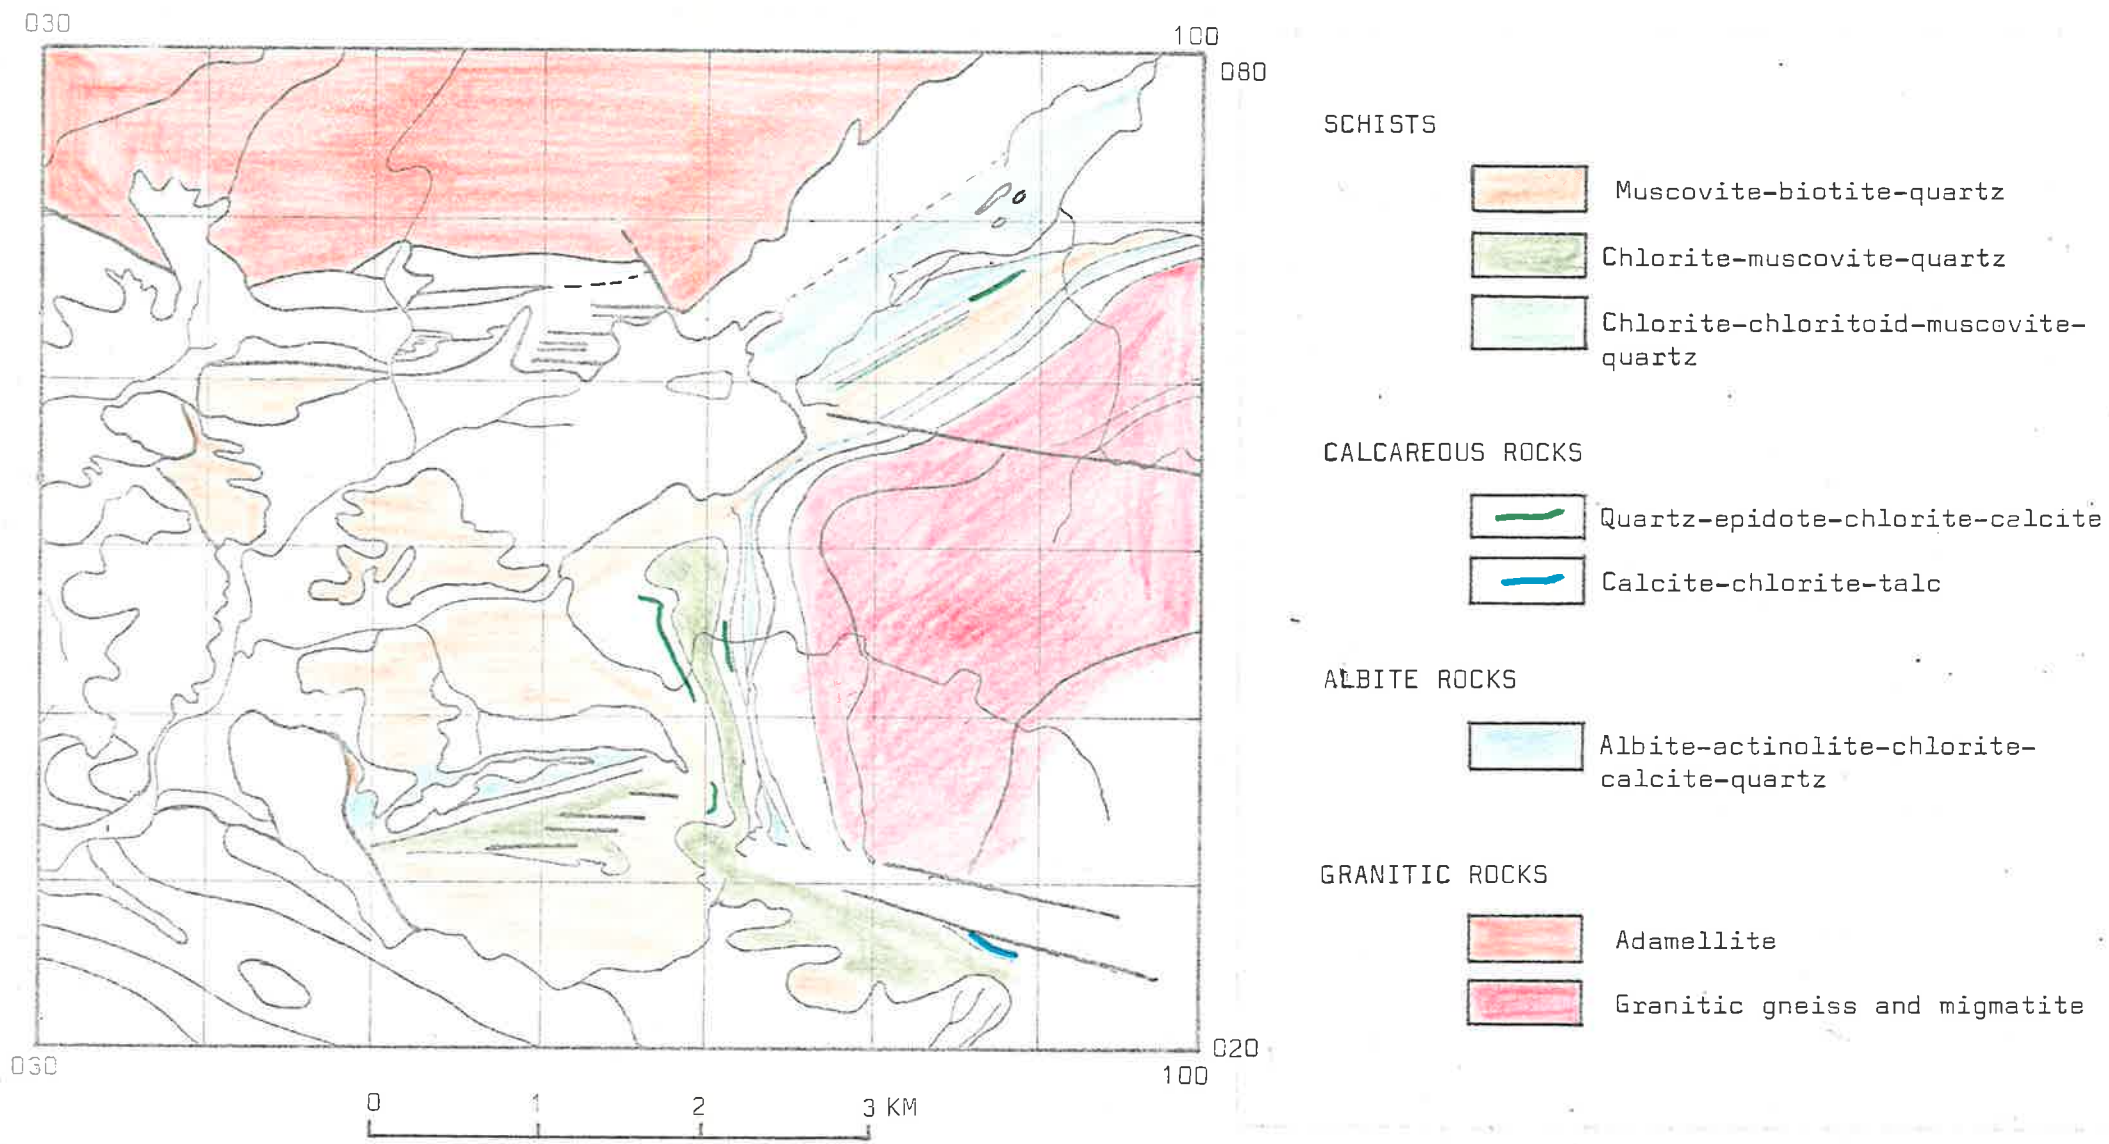 030
100
080
SCHISTS
Muscovite-biotite-quartz
Chlorite-muscovite-quartz
Chlorite-chloritoid-muscovite-
quartz
CALCAREOUS ROCKS
Quartz-epidote-chlorite-calcite
Calcite-chlorite-talc
ALBITE ROCKS
Albite-actinolite-chlorite-
calcite-quartz
GRANITIC ROCKS
Adamellite
Granitic gneiss and migmatite
020
030
100
0 1 2 3 KM